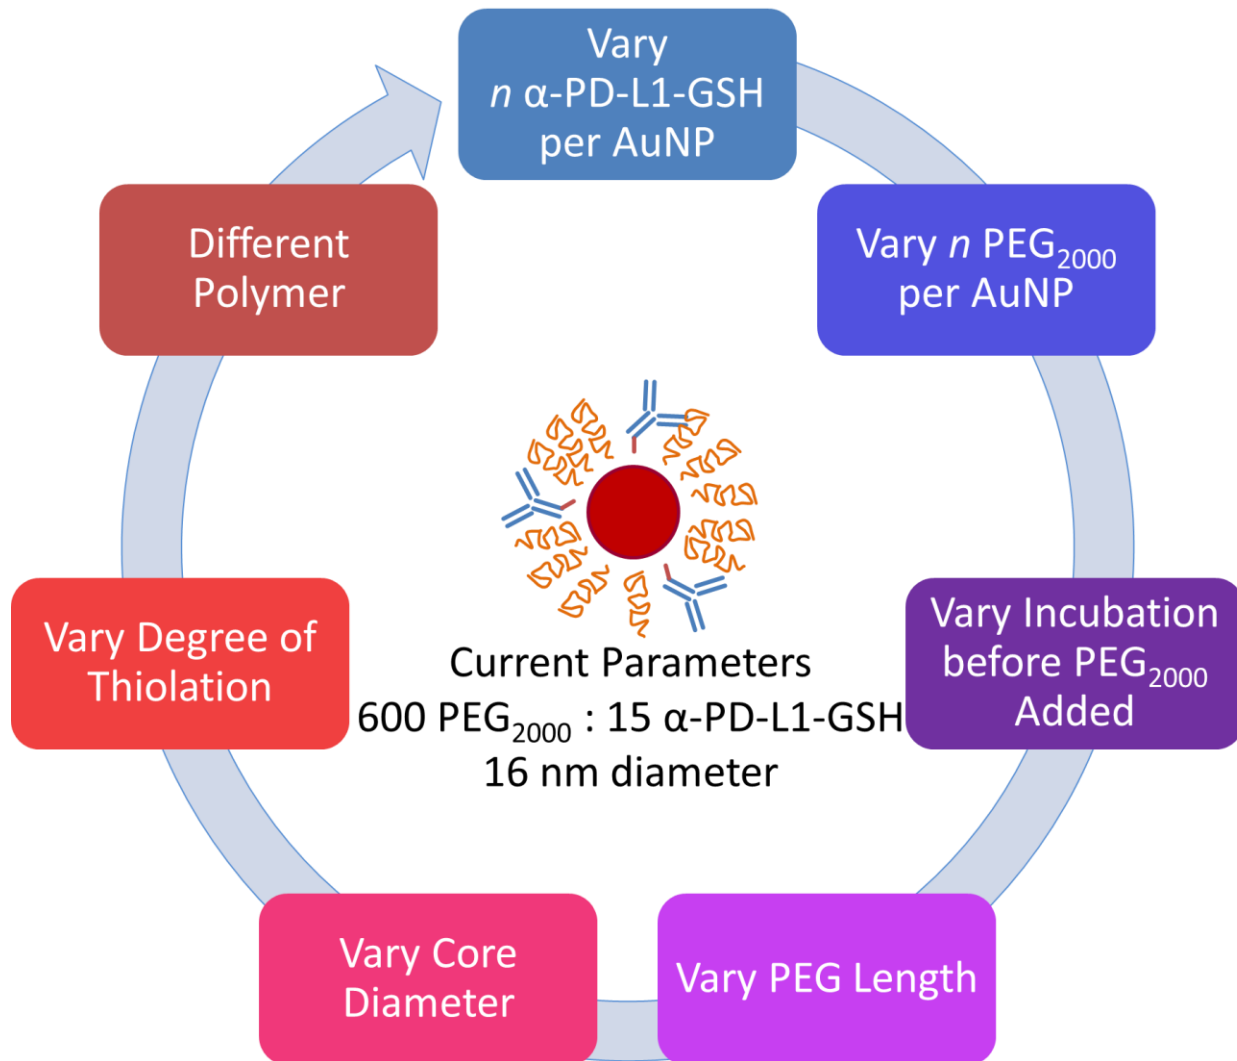 Vary
n α-PD-L1-GSH
per AuNP
Vary n PEG₂₀₀₀
per AuNP
Vary Incubation
before PEG₂₀₀₀
Added
Vary PEG Length
Vary Core
Diameter
Vary Degree of
Thiolation
Different
Polymer
Current Parameters
600 PEG₂₀₀₀ : 15 α-PD-L1-GSH
16 nm diameter